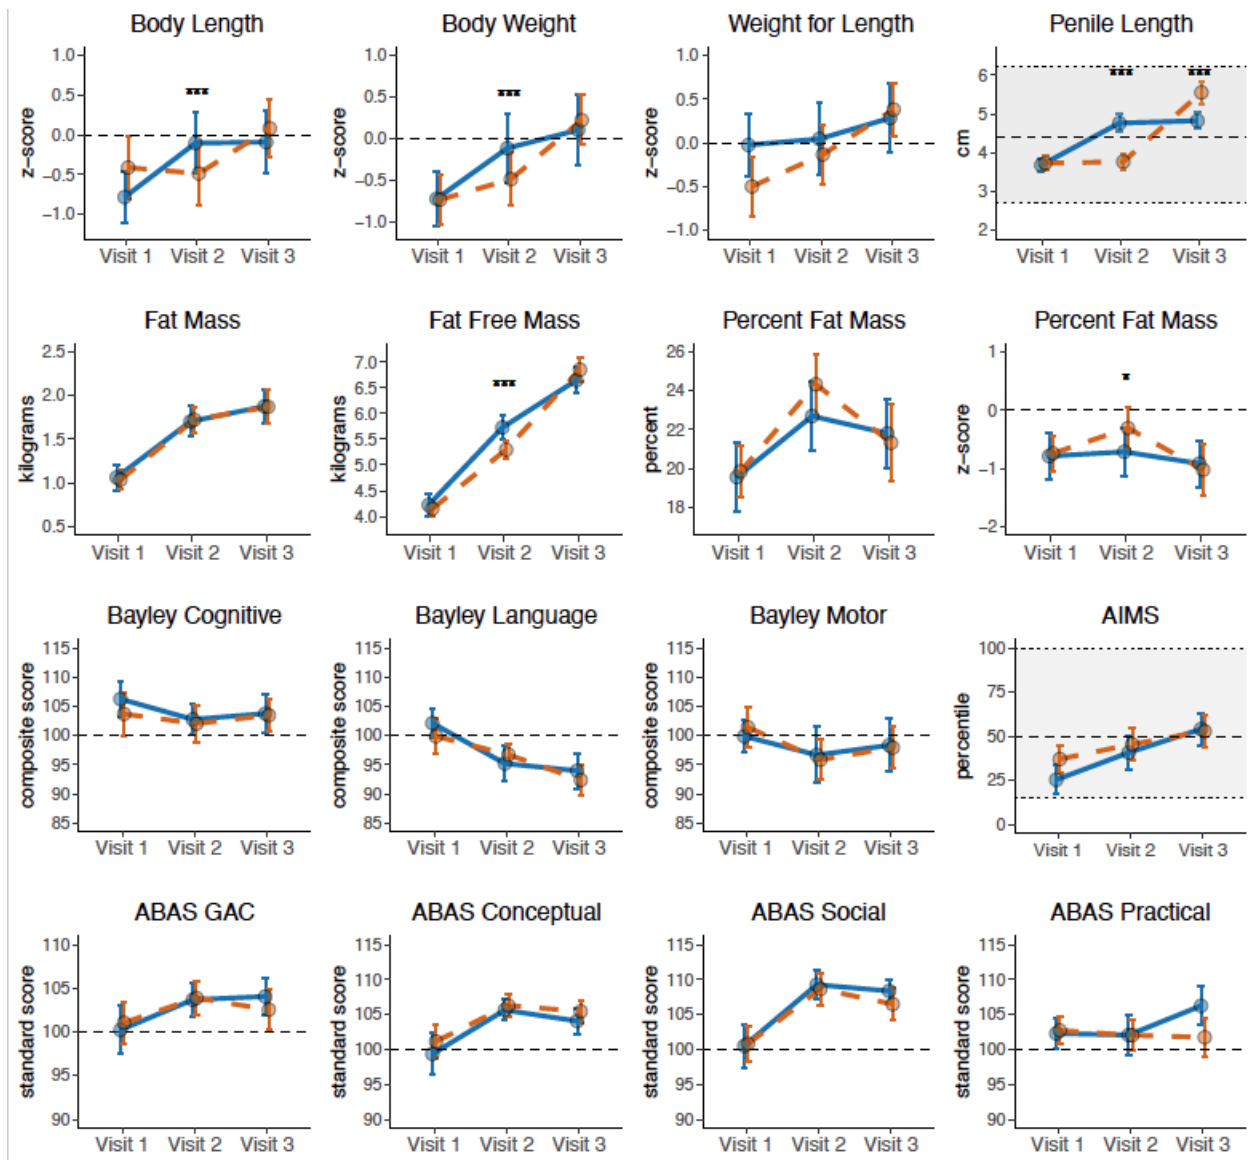 Body Length
Body Weight
Weight for Length
Penile Length
z−score
1.0
0.5
0.0
−0.5
−1.0
***
Visit 1 Visit 2 Visit 3
z−score
1.0
0.5
0.0
−0.5
−1.0
***
Visit 1 Visit 2 Visit 3
z−score
1.0
0.5
0.0
−0.5
−1.0
Visit 1 Visit 2 Visit 3
cm
6
5
4
3
2
*** ***
Visit 1 Visit 2 Visit 3
Fat Mass
Fat Free Mass
Percent Fat Mass
Percent Fat Mass
kilograms
2.5
2.0
1.5
1.0
0.5
Visit 1 Visit 2 Visit 3
kilograms
7.0
6.5
6.0
5.5
5.0
4.5
4.0
***
Visit 1 Visit 2 Visit 3
percent
26
24
22
20
18
Visit 1 Visit 2 Visit 3
z−score
1
0
−1
−2
*
Visit 1 Visit 2 Visit 3
Bayley Cognitive
Bayley Language
Bayley Motor
AIMS
composite score
115
110
105
100
95
90
85
Visit 1 Visit 2 Visit 3
composite score
115
110
105
100
95
90
85
Visit 1 Visit 2 Visit 3
composite score
115
110
105
100
95
90
85
Visit 1 Visit 2 Visit 3
percentile
100
75
50
25
0
Visit 1 Visit 2 Visit 3
ABAS GAC
ABAS Conceptual
ABAS Social
ABAS Practical
standard score
110
105
100
95
90
Visit 1 Visit 2 Visit 3
standard score
115
110
105
100
95
90
Visit 1 Visit 2 Visit 3
standard score
115
110
105
100
95
90
Visit 1 Visit 2 Visit 3
standard score
115
110
105
100
95
90
Visit 1 Visit 2 Visit 3